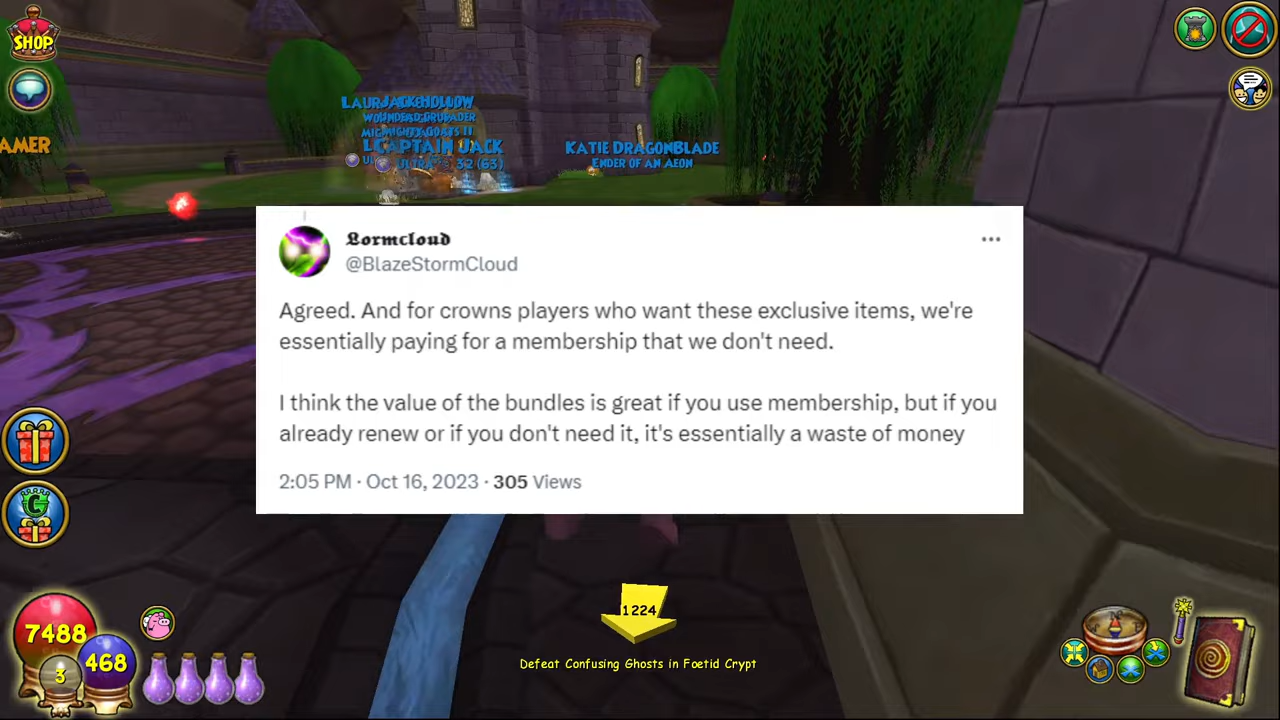 SHOP
AMER
CAPTAIN JACK
32 (63)
KATIE DRAGONBLADE
ENDER OF AN AEON
Lormcloud
@BlazeStormCloud
Agreed. And for crowns players who want these exclusive items, we're
essentially paying for a membership that we don't need.
I think the value of the bundles is great if you use membership, but if you
already renew or if you don't need it, it's essentially a waste of money
2:05 PM · Oct 16, 2023 · 305 Views
1224
Defeat Confusing Ghosts in Foetid Crypt
7488
468
3